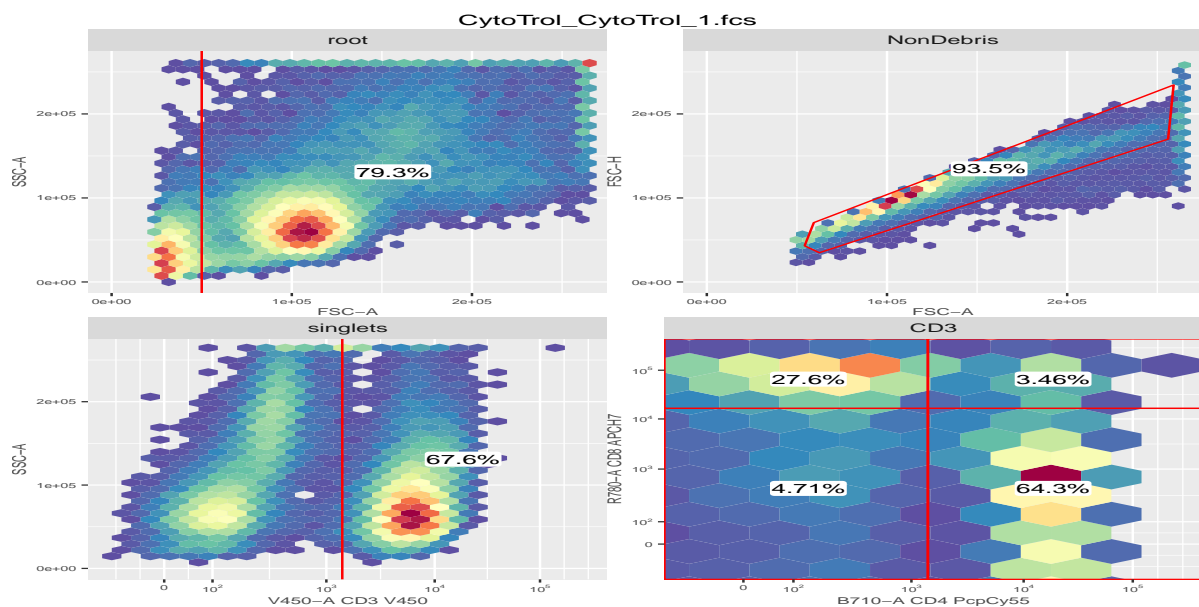 CytoTrol_CytoTrol_1.fcs
root
NonDebris
SSC−A
2e+05
1e+05
0e+00
79.3%
0e+00
1e+05
2e+05
FSC−A
FSC−H
2e+05
1e+05
0e+00
93.5%
0e+00
1e+05
2e+05
FSC−A
singlets
CD3
SSC−A
2e+05
1e+05
0e+00
67.6%
0
10²
10³
10⁴
10⁵
V450−A CD3 V450
R780−A CD8 APCH7
10⁵
10⁴
10³
10²
0
27.6%
3.46%
4.71%
64.3%
0
10²
10³
10⁴
10⁵
B710−A CD4 PcpCy55